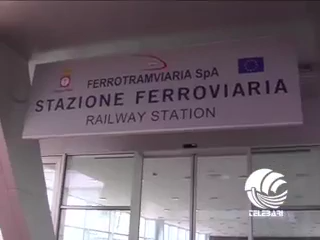 FERROTRAMVIARIA SpA
STAZIONE FERROVIARIA
RAILWAY STATION
TELEBARI